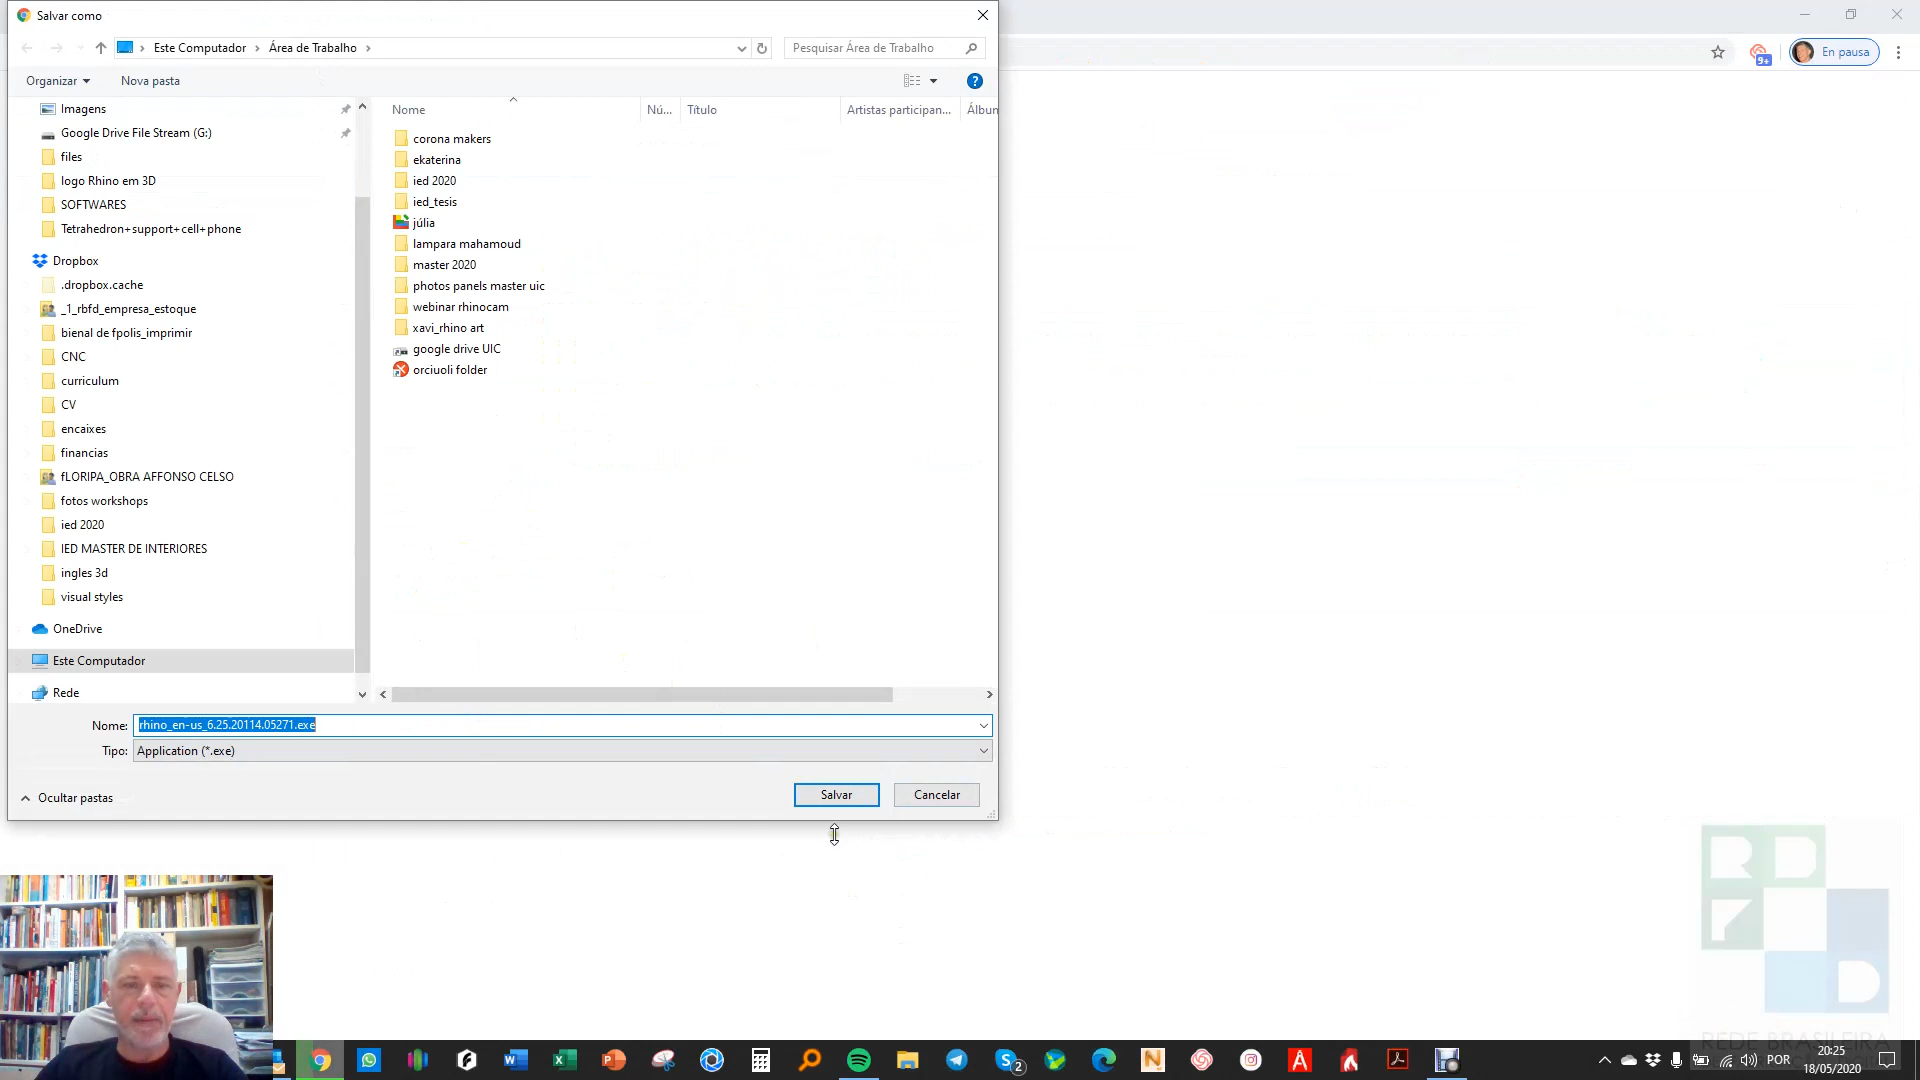 Salvar como
Este Computador
Área de Trabalho
Pesquisar Área de Trabalho
9+
En pausa
Organizar
Nova pasta
Nome
Nú...
Título
Artistas participan...
Álbun
Imagens
Google Drive File Stream (G:)
files
logo Rhino em 3D
SOFTWARES
Tetrahedron+support+cell+phone
Dropbox
.dropbox.cache
_1_rbfd_empresa_estoque
bienal de fpolis_imprimir
CNC
curriculum
CV
encaixes
financias
fLORIPA_OBRA AFFONSO CELSO
fotos workshops
ied 2020
IED MASTER DE INTERIORES
ingles 3d
visual styles
OneDrive
Este Computador
Rede
corona makers
ekaterina
ied 2020
ied_tesis
júlia
lampara mahamoud
master 2020
photos panels master uic
webinar rhinocam
xavi_rhino art
google drive UIC
orciuoli folder
Nome: rhino_en-us_6.25.20114.05271.exe
Tipo: Application (*.exe)
Ocultar pastas
Salvar
Cancelar
REDE BRASILEIRA
2
POR
20:25
18/05/2020